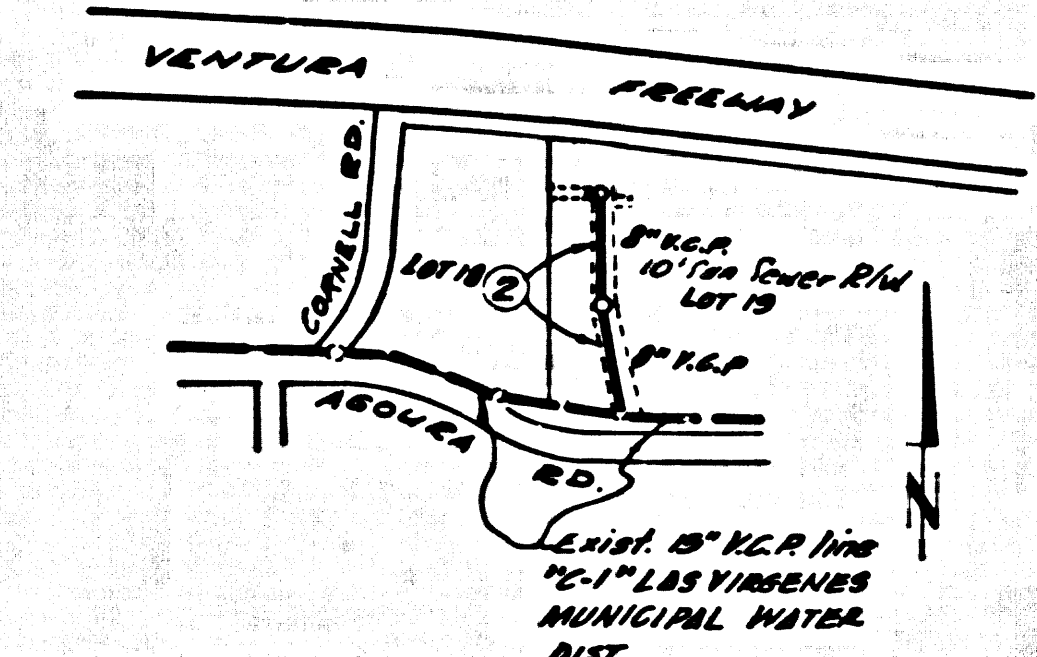 VENTURA FREEWAY
CORNELL RD.
8" V.C.P.
10' San Sewer R/W
LOT 19
LOT 18
2
8" V.C.P
AGOURA RD.
Exist. 15" V.C.P. line
"C-1" LAS VIRGENES
MUNICIPAL WATER
DIST.
N